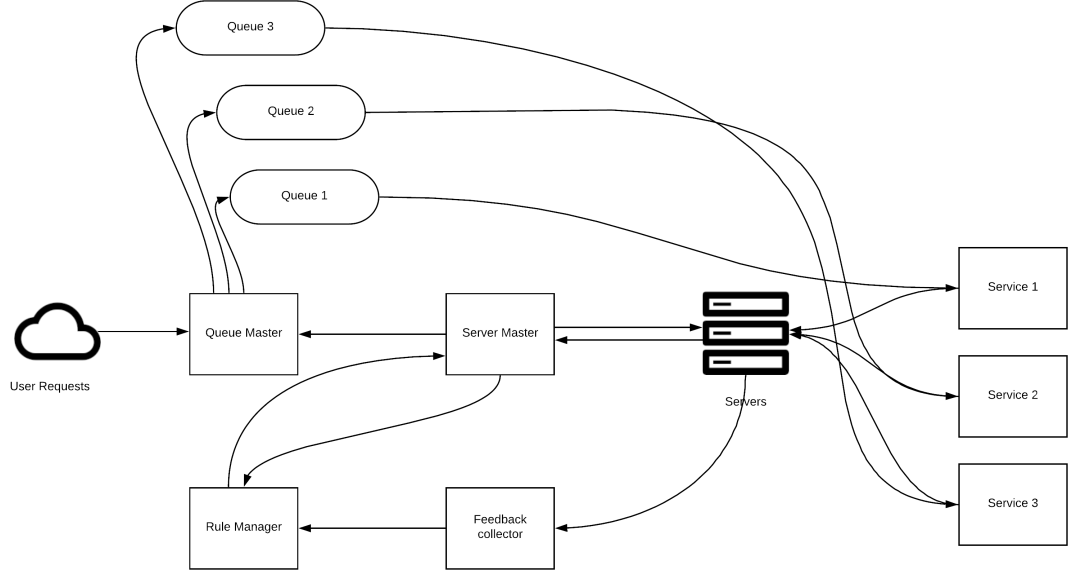 Queue 3
Queue 2
Queue 1
Service 1
Queue Master
Server Master
User Requests
Servers
Service 2
Service 3
Rule Manager
Feedback
collector